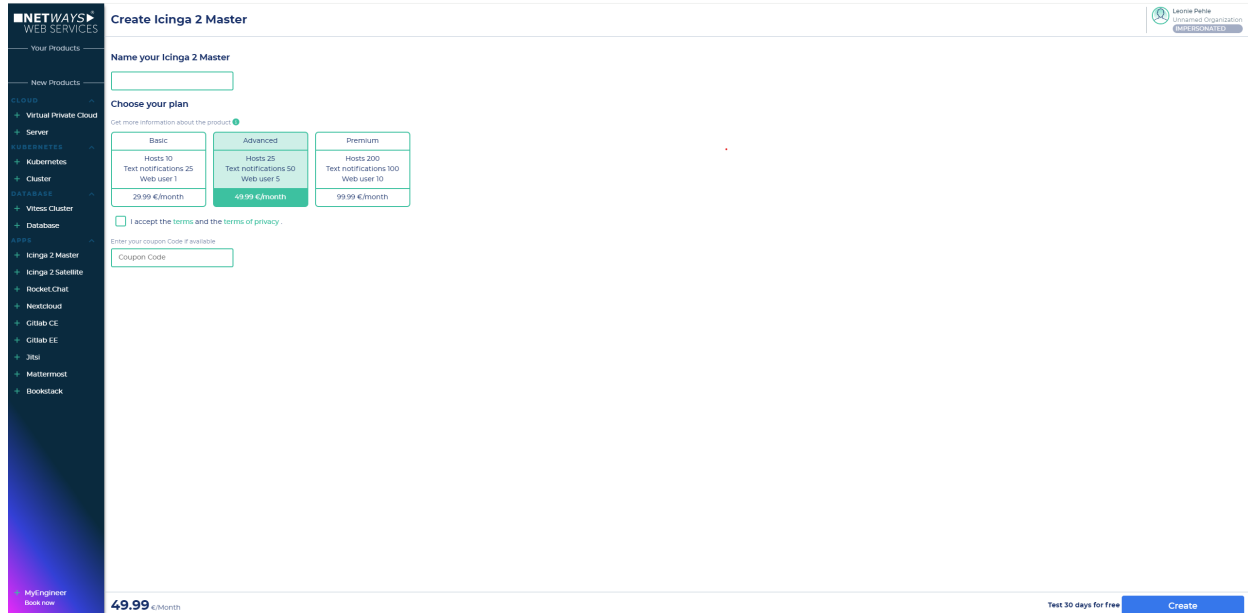 NETWAYS
WEB SERVICES
Your Products
New Products
CLOUD
+ Virtual Private Cloud
+ Server
KUBERNETES
+ Kubernetes
+ Cluster
DATABASE
+ Vitess Cluster
+ Database
APPS
+ Icinga 2 Master
+ Icinga 2 Satellite
+ Rocket.Chat
+ Nextcloud
+ Gitlab CE
+ Gitlab EE
+ Jitsi
+ Mattermost
+ Bookstack
+ MyEngineer
Book now
Create Icinga 2 Master
Leonie Pehle
Unnamed Organization
IMPERSONATED
Name your Icinga 2 Master
Choose your plan
Get more information about the product
Basic
Hosts 10
Text notifications 25
Web user 1
29.99 €/month
Advanced
Hosts 25
Text notifications 50
Web user 5
49.99 €/month
Premium
Hosts 200
Text notifications 100
Web user 10
99.99 €/month
I accept the terms and the terms of privacy .
Enter your coupon Code if available
Coupon Code
49.99 €/Month
Test 30 days for free
Create